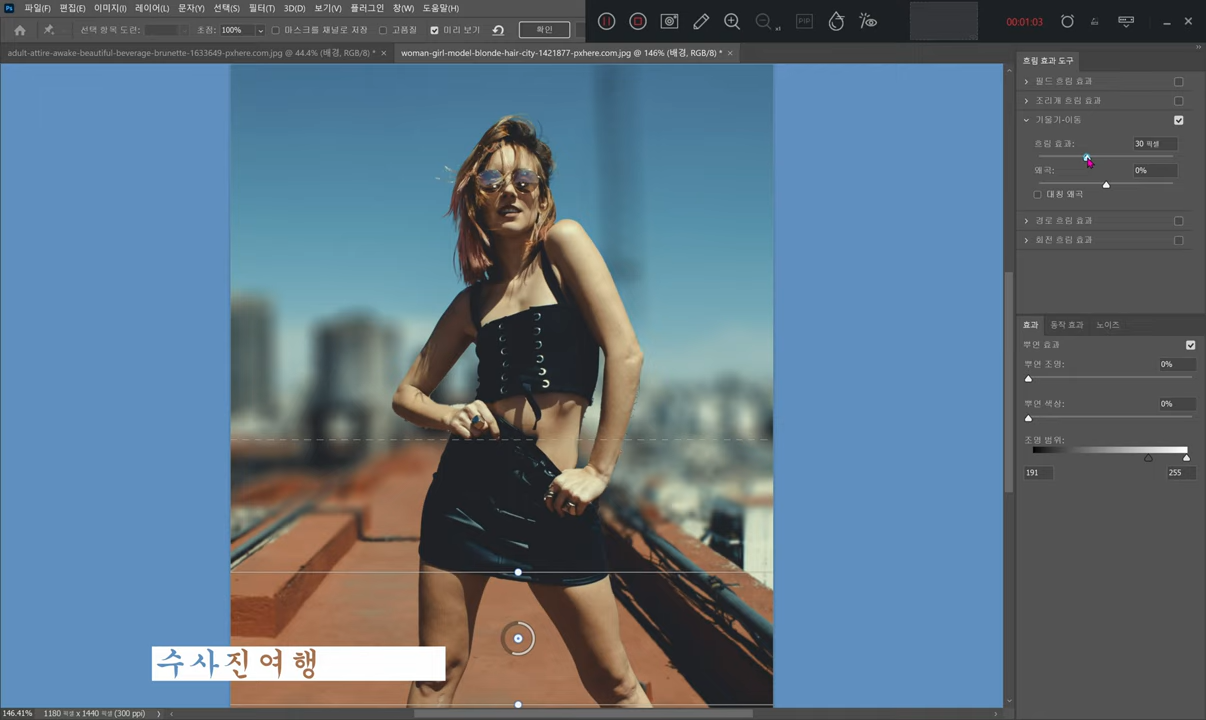 Ps 파일(F) 편집(E) 이미지(I) 레이어(L) 문자(Y) 선택(S) 필터(T) 3D(D) 보기(V) 플러그인 창(W) 도움말(H)
선택 항목 도련: 초점: 100% 마스크를 채널로 저장 고품질 미리 보기 확인
PIP
00:01:03
adult-attire-awake-beautiful-beverage-brunette-1633649-pxhere.com.jpg @ 44.4% (배경, RGB/8) * ×
woman-girl-model-blonde-hair-city-1421877-pxhere.com.jpg @ 146% (배경, RGB/8) * ×
흐림 효과 도구
필드 흐림 효과
조리개 흐림 효과
기울기-이동
흐림 효과: 30 픽셀
왜곡: 0%
대칭 왜곡
경로 흐림 효과
회전 흐림 효과
효과 동작 효과 노이즈
뿌연 효과
뿌연 조명: 0%
뿌연 색상: 0%
조명 범위:
191 255
수사진여행
146.41% 1180 픽셀 x 1440 픽셀 (300 ppi)